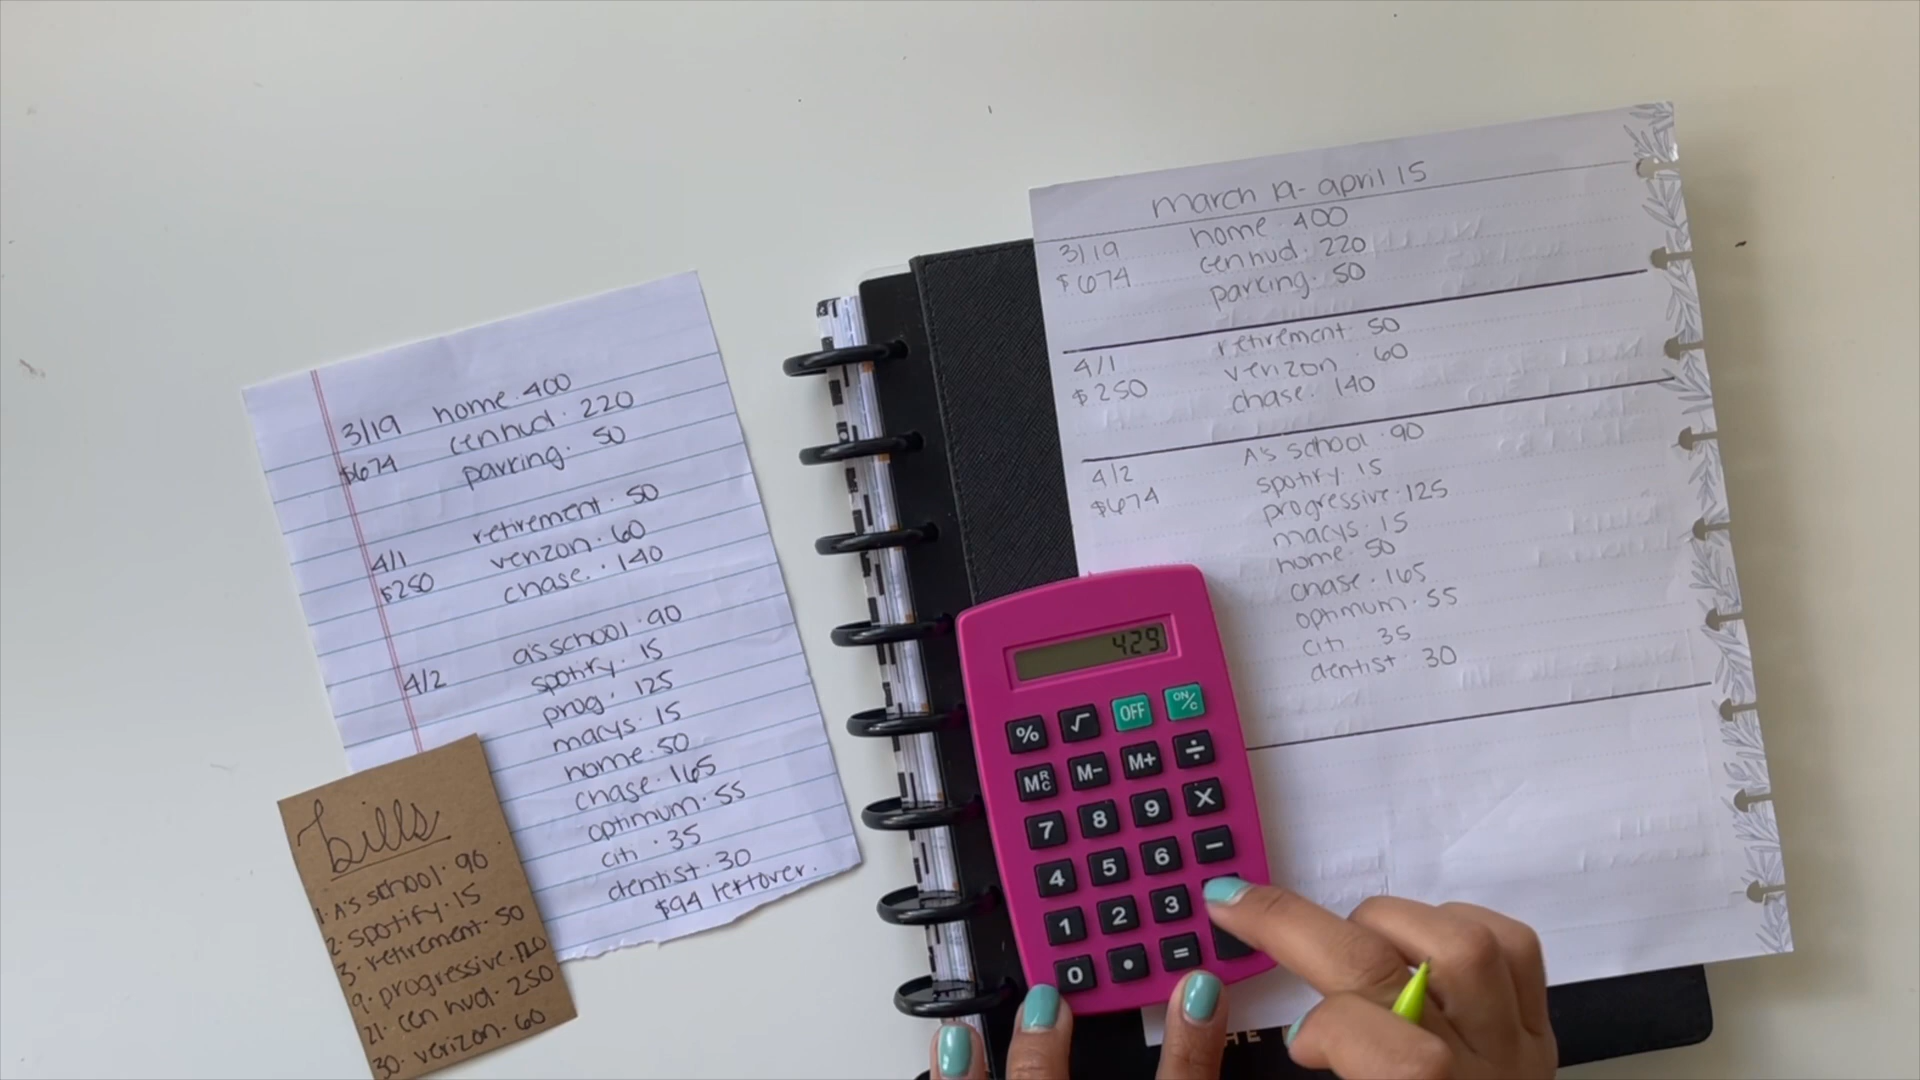 3/19 home · 400
$674 cen hud · 220
parking · 50
retirement · 50
4/1 verizon · 60
$250 chase · 140
a's school · 90
4/2 spotify · 15
prog · 125
macys · 15
home · 50
chase · 165
optimum · 55
citi · 35
dentist · 30
$94 leftover.
bills
1. A's school · 90
2. spotify · 15
3. retirement · 50
9. progressive · 120
21. cen hud · 250
30. verizon · 60
march 19 - april 15
3/19 home · 400
$674 cen hud · 220
parking · 50
retirement · 50
4/1 verizon · 60
$250 chase · 140
A's school · 90
4/2 spotify · 15
$674 progressive · 125
macys · 15
home · 50
chase · 165
optimum · 55
citi · 35
dentist · 30
429
% √ OFF ON/C
MRC M- M+ ÷
7 8 9 X
4 5 6 −
1 2 3
0 • =
THE